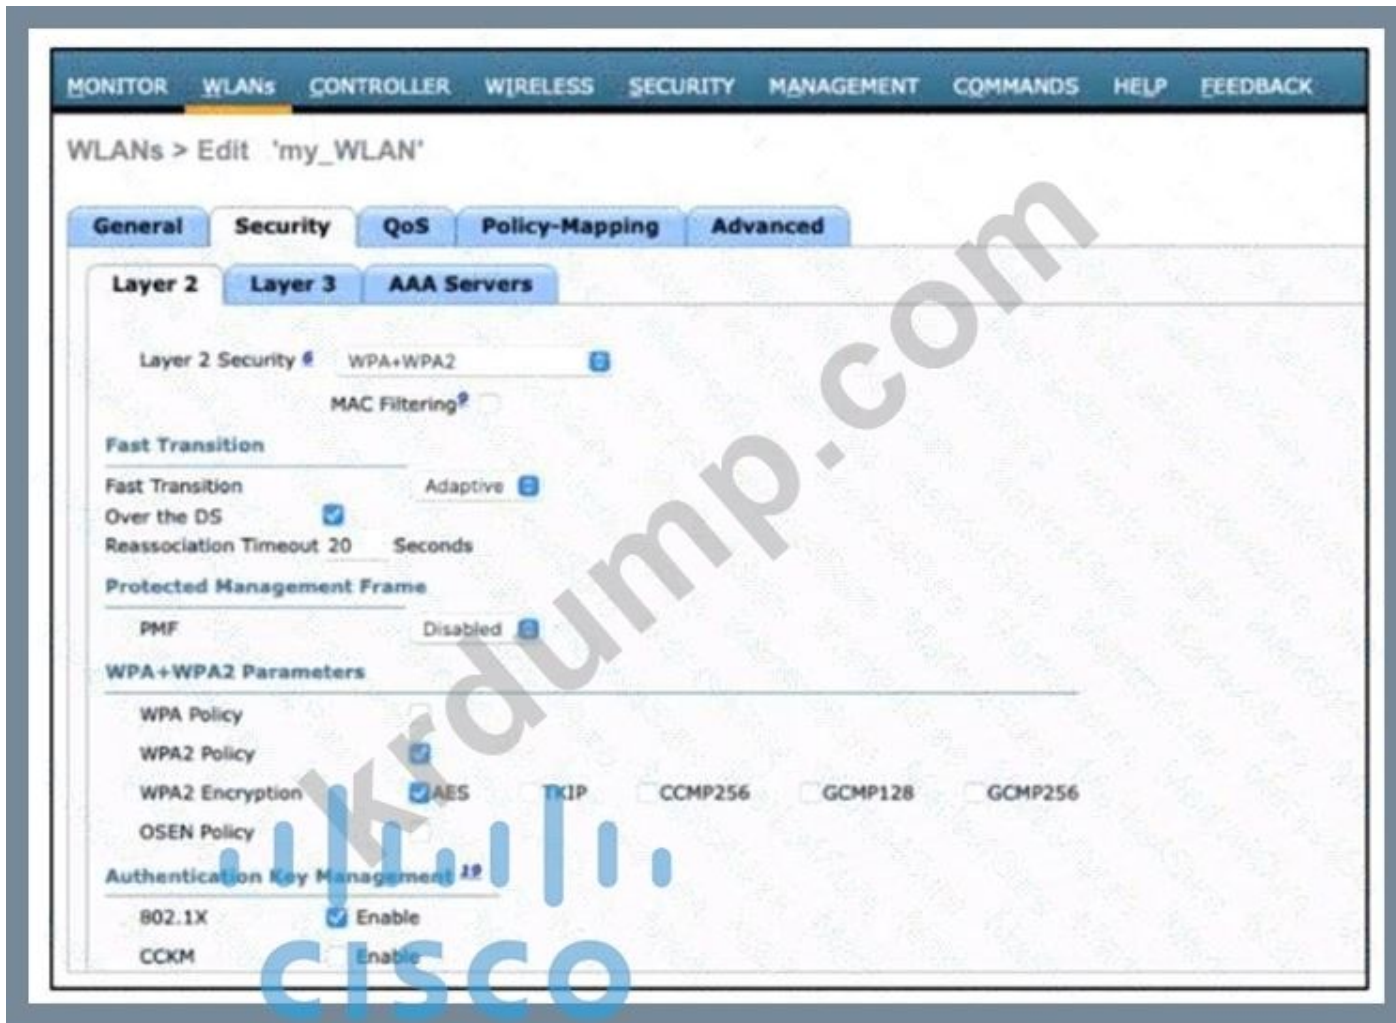 MONITOR WLANs CONTROLLER WIRELESS SECURITY MANAGEMENT COMMANDS HELP FEEDBACK
WLANs > Edit 'my_WLAN'
General Security QoS Policy-Mapping Advanced
Layer 2 Layer 3 AAA Servers
Layer 2 Security 6 WPA+WPA2
MAC Filtering9
Fast Transition
Fast Transition Adaptive
Over the DS
Reassociation Timeout 20 Seconds
Protected Management Frame
PMF Disabled
WPA+WPA2 Parameters
WPA Policy
WPA2 Policy
WPA2 Encryption AES TKIP CCMP256 GCMP128 GCMP256
OSEN Policy
Authentication Key Management 19
802.1X Enable
CCKM Enable
krdump.com
CISCO